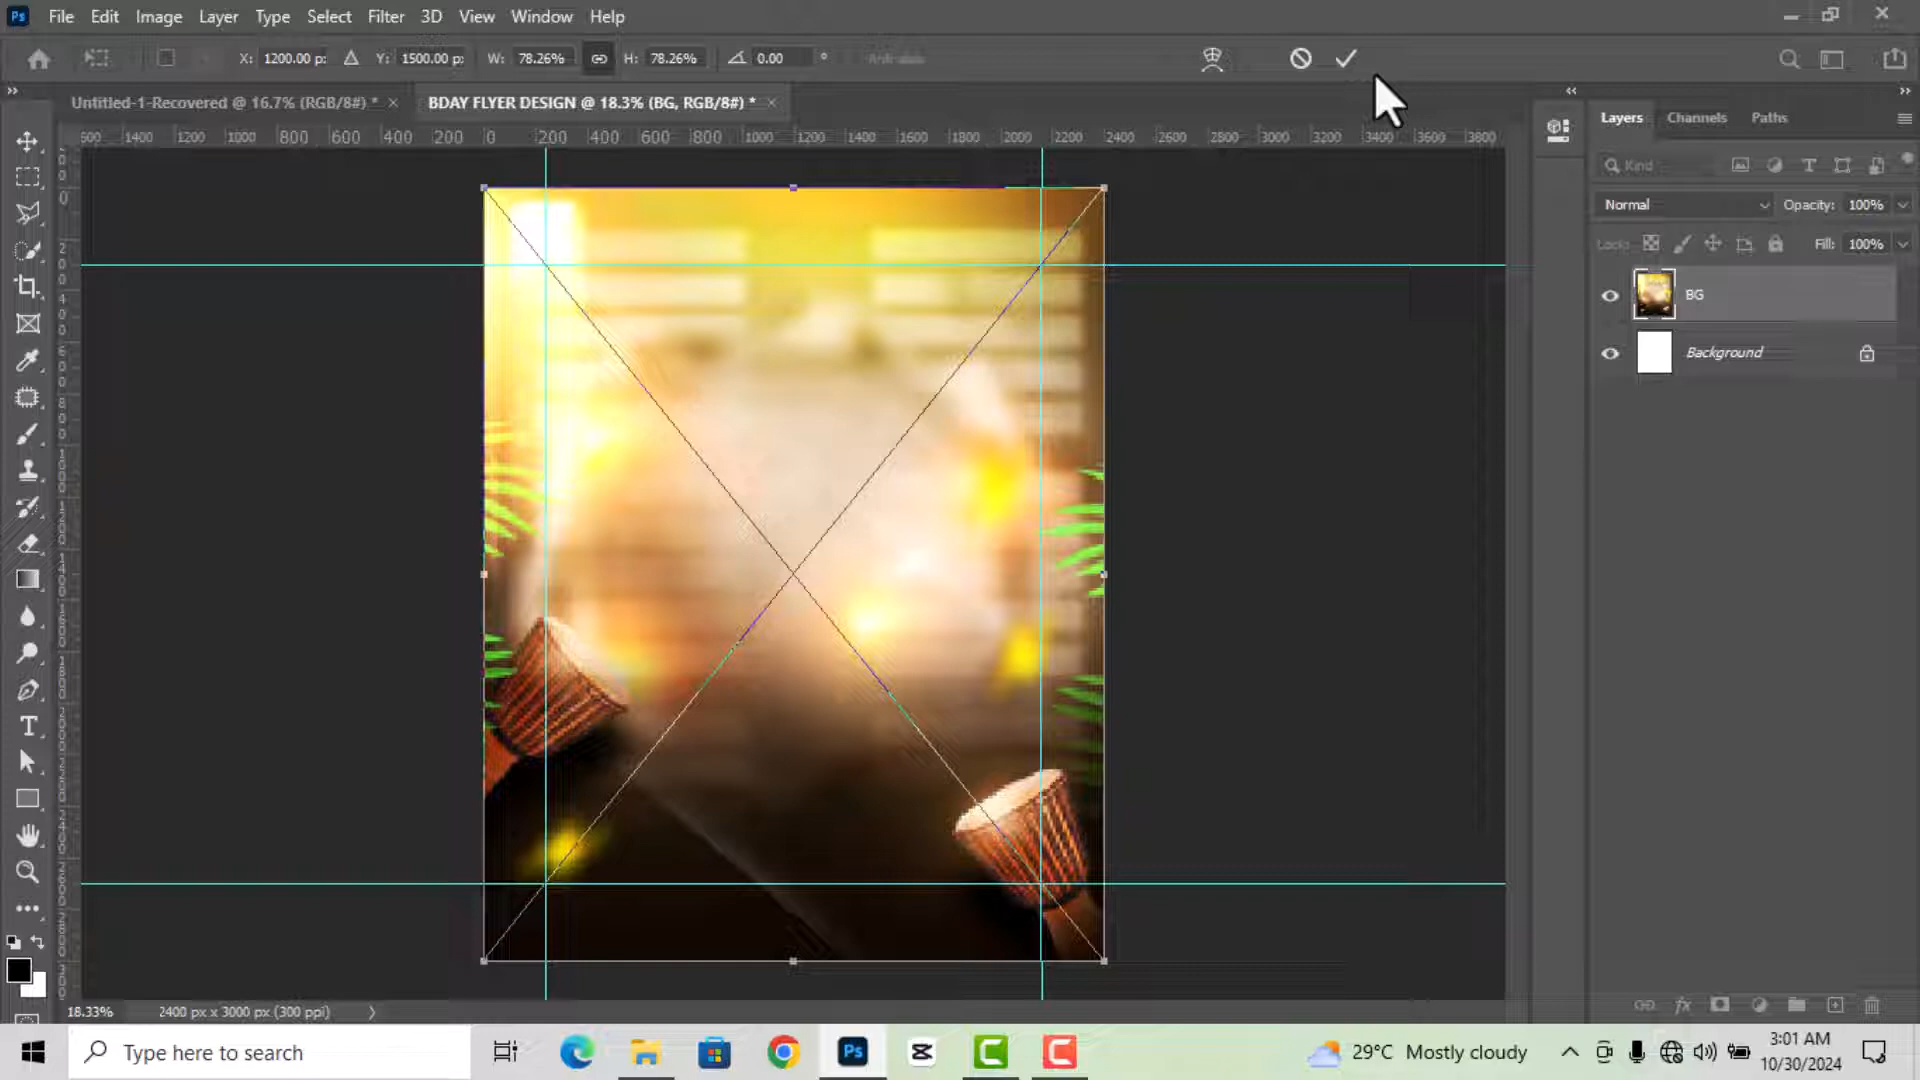 Ps File Edit Image Layer Type Select Filter 3D View Window Help
X: 1200.00 p: Y: 1500.00 p: W: 78.26% H: 78.26% 0.00 °
Untitled-1-Recovered @ 16.7% (RGB/8#) * × BDAY FLYER DESIGN @ 18.3% (BG, RGB/8#) * ×
Layers Channels Paths
600 1400 1200 1000 800 600 400 200 0 200 400 600 800 1000 1200 1400 1600 1800 2000 2200 2400 2600 2800 3000 3200 3400 3600 3800
Kind
Normal Opacity: 100%
Fill: 100%
BG
Background
18.33% 2400 px x 3000 px (300 ppi)
Type here to search
Ps
29°C Mostly cloudy
3:01 AM
10/30/2024